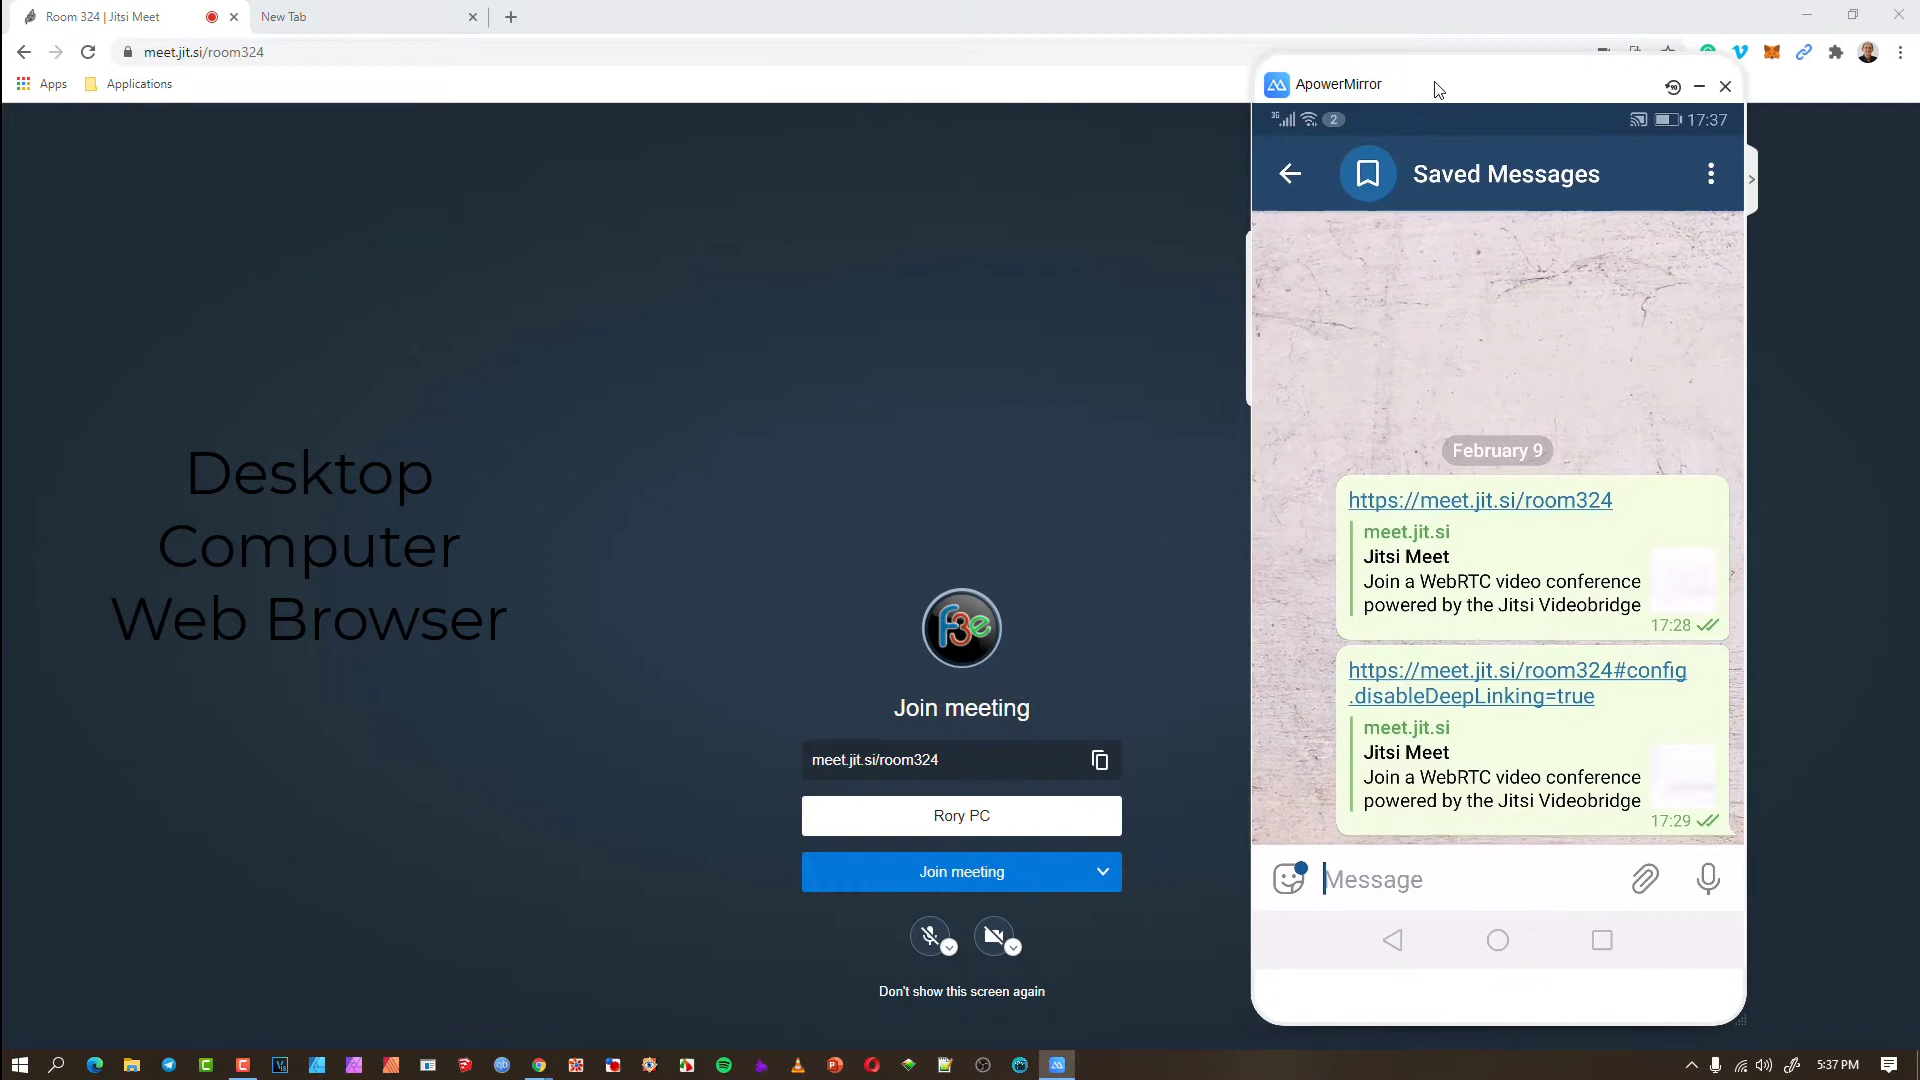 Room 324 | Jitsi Meet
New Tab
meet.jit.si/room324
Apps
Applications
ApowerMirror
90
3G
2
17:37
Saved Messages
February 9
https://meet.jit.si/room324
meet.jit.si
Jitsi Meet
Join a WebRTC video conference
powered by the Jitsi Videobridge
17:28
https://meet.jit.si/room324#config
.disableDeepLinking=true
meet.jit.si
Jitsi Meet
Join a WebRTC video conference
powered by the Jitsi Videobridge
17:29
Message
Desktop
Computer
Web Browser
f3e
Join meeting
meet.jit.si/room324
Rory PC
Join meeting
Don't show this screen again
5:37 PM